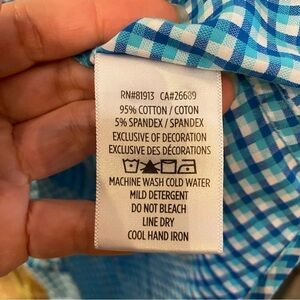 RN#81913 CA#26689
95% COTTON / COTON
5% SPANDEX / SPANDEX
EXCLUSIVE OF DECORATION
EXCLUSIVE DES DÉCORATIONS
MACHINE WASH COLD WATER
MILD DETERGENT
DO NOT BLEACH
LINE DRY
COOL HAND IRON